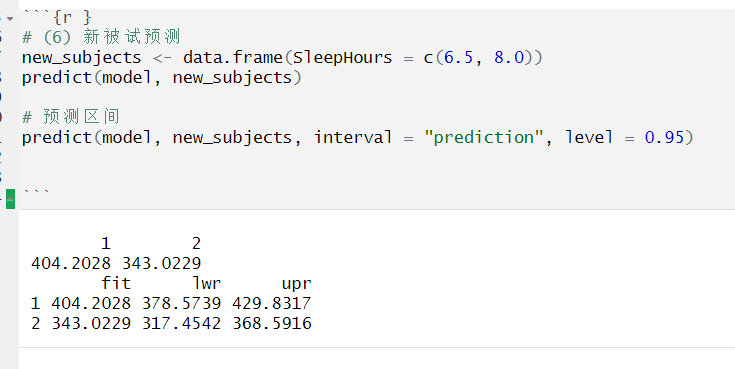 ```{r }
# (6) 新被试预测
new_subjects <- data.frame(SleepHours = c(6.5, 8.0))
predict(model, new_subjects)
# 预测区间
predict(model, new_subjects, interval = "prediction", level = 0.95)
```
1 2
404.2028 343.0229
fit lwr upr
1 404.2028 378.5739 429.8317
2 343.0229 317.4542 368.5916